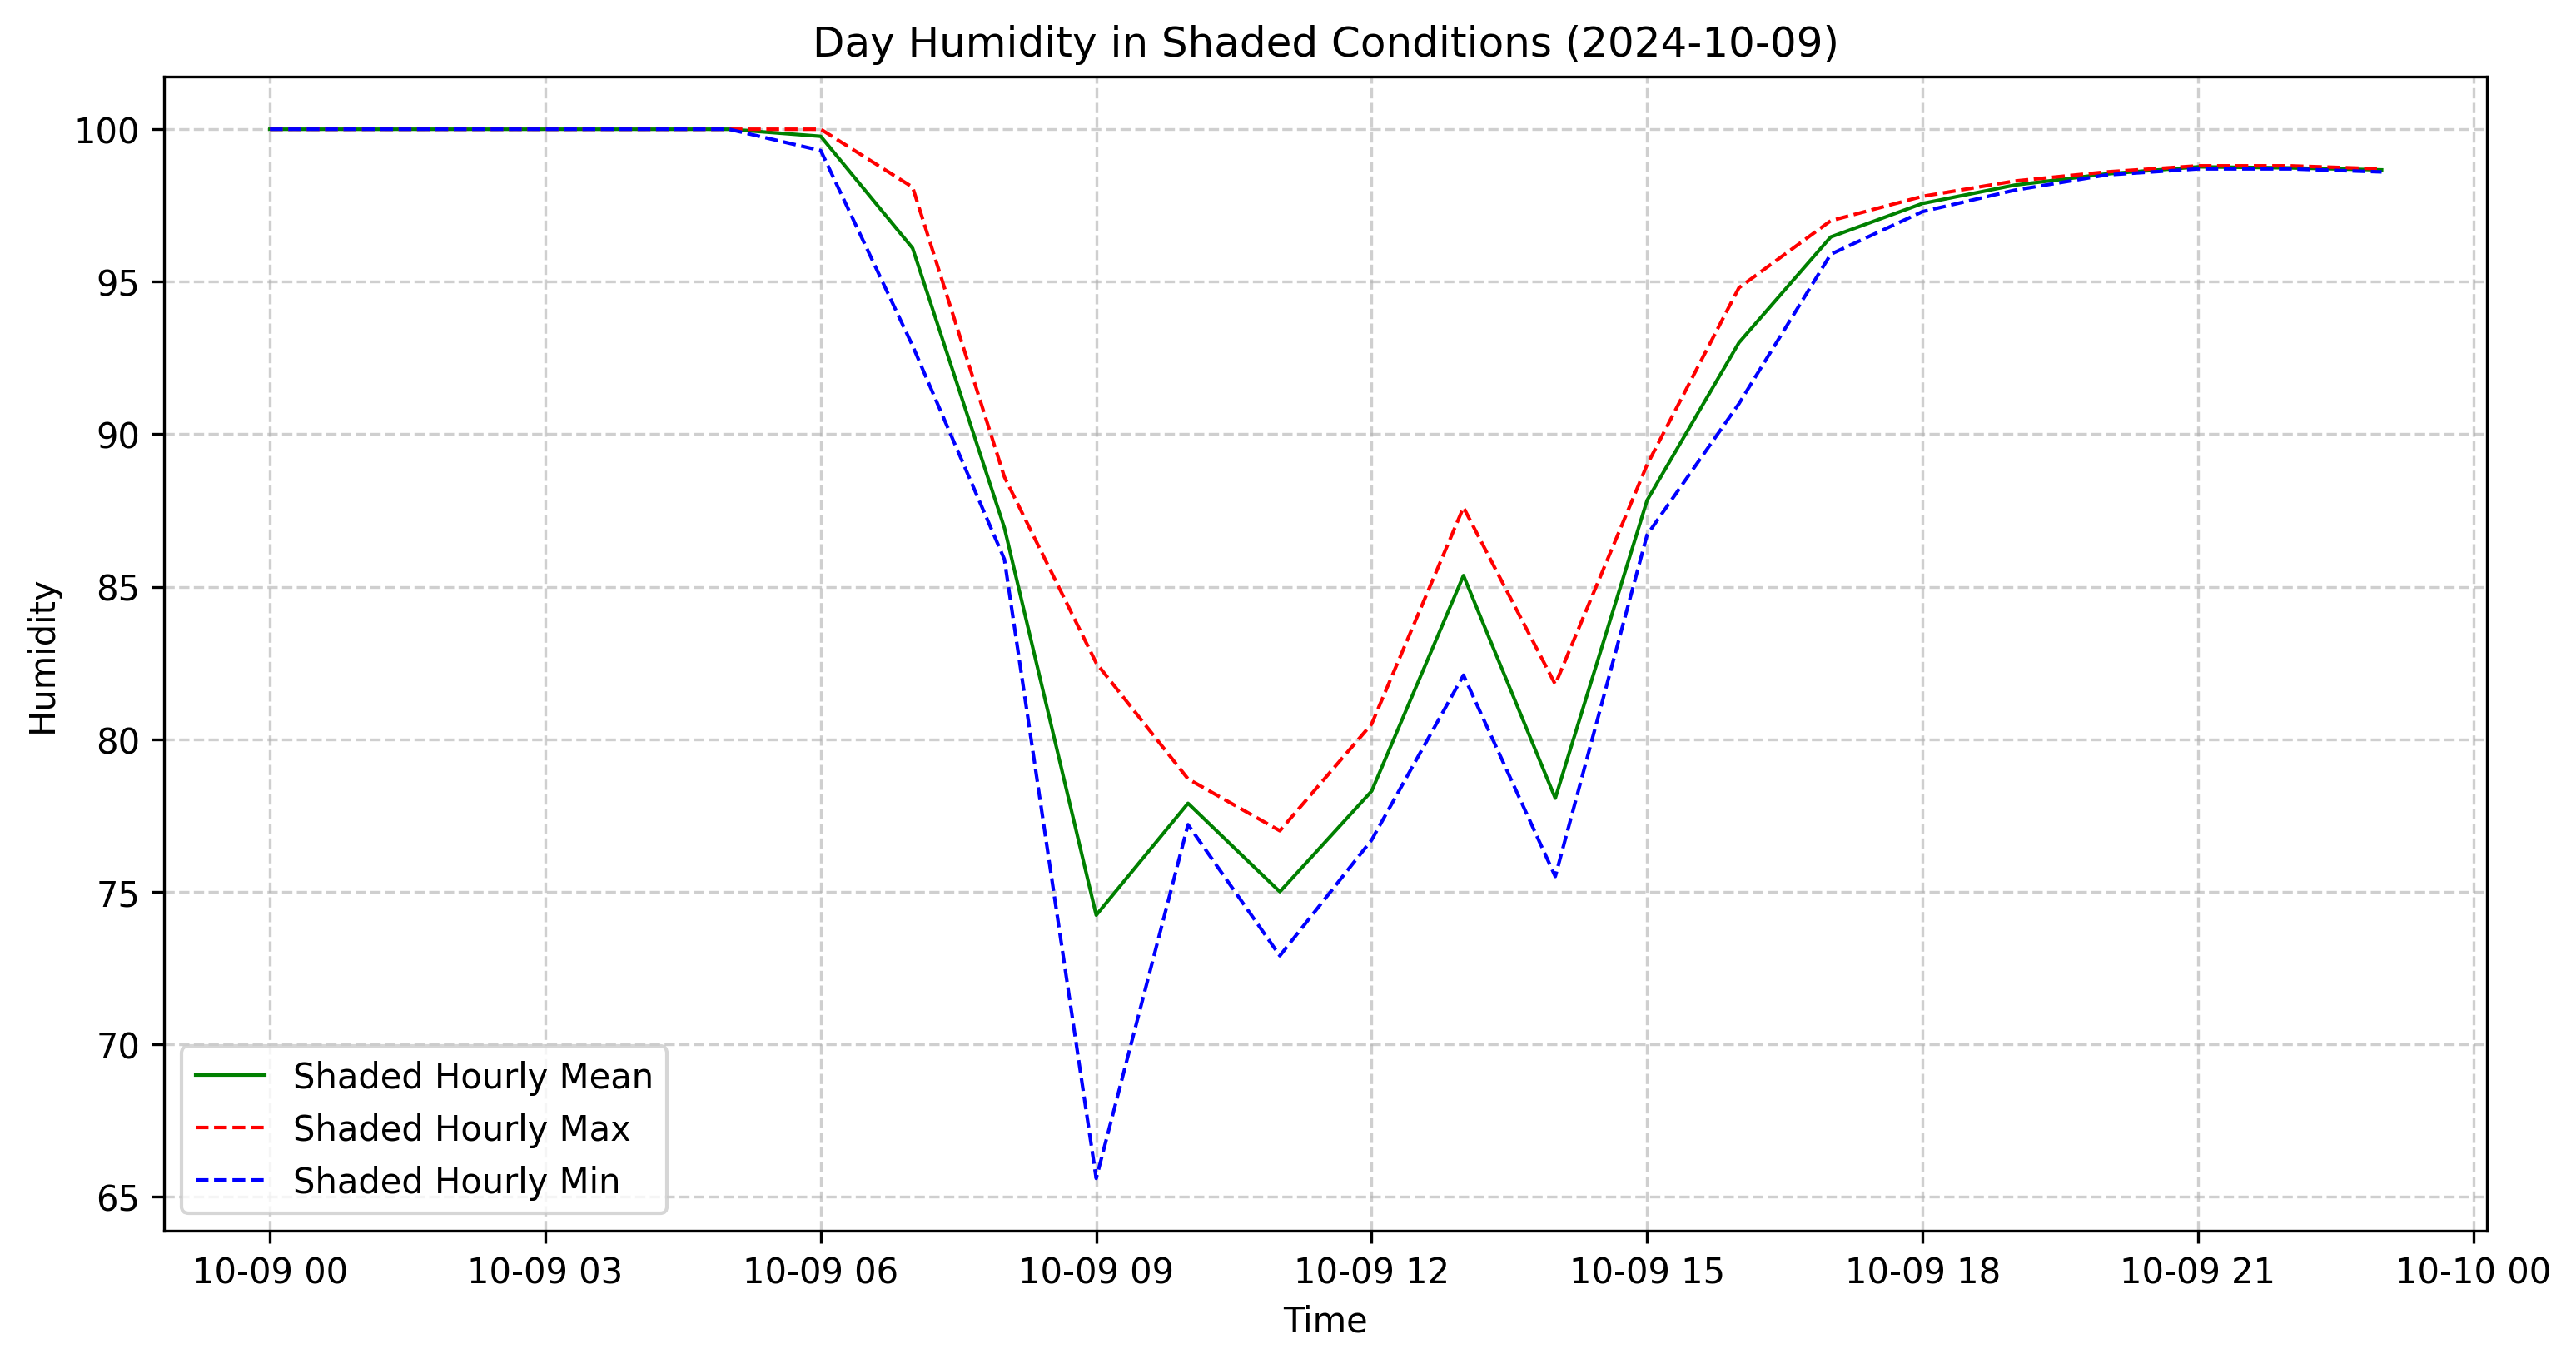 Day Humidity in Shaded Conditions (2024-10-09)
100
95
90
85
80
75
70
65
Humidity
Shaded Hourly Mean
Shaded Hourly Max
Shaded Hourly Min
10-09 00
10-09 03
10-09 06
10-09 09
10-09 12
10-09 15
10-09 18
10-09 21
10-10 00
Time